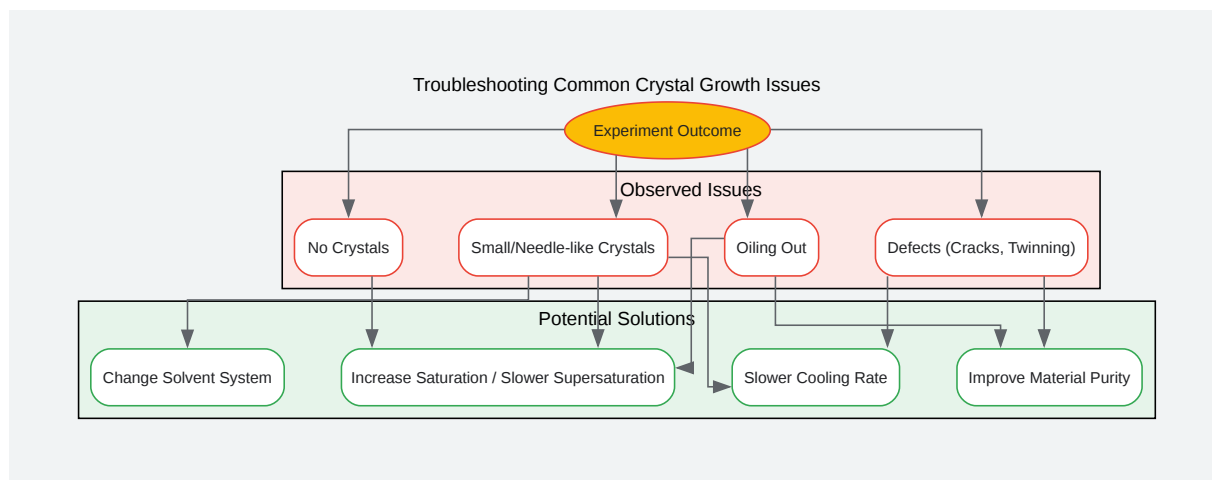 Troubleshooting Common Crystal Growth Issues
Experiment Outcome
Observed Issues
No Crystals
Small/Needle-like Crystals
Oiling Out
Defects (Cracks, Twinning)
Potential Solutions
Change Solvent System
Increase Saturation / Slower Supersaturation
Slower Cooling Rate
Improve Material Purity